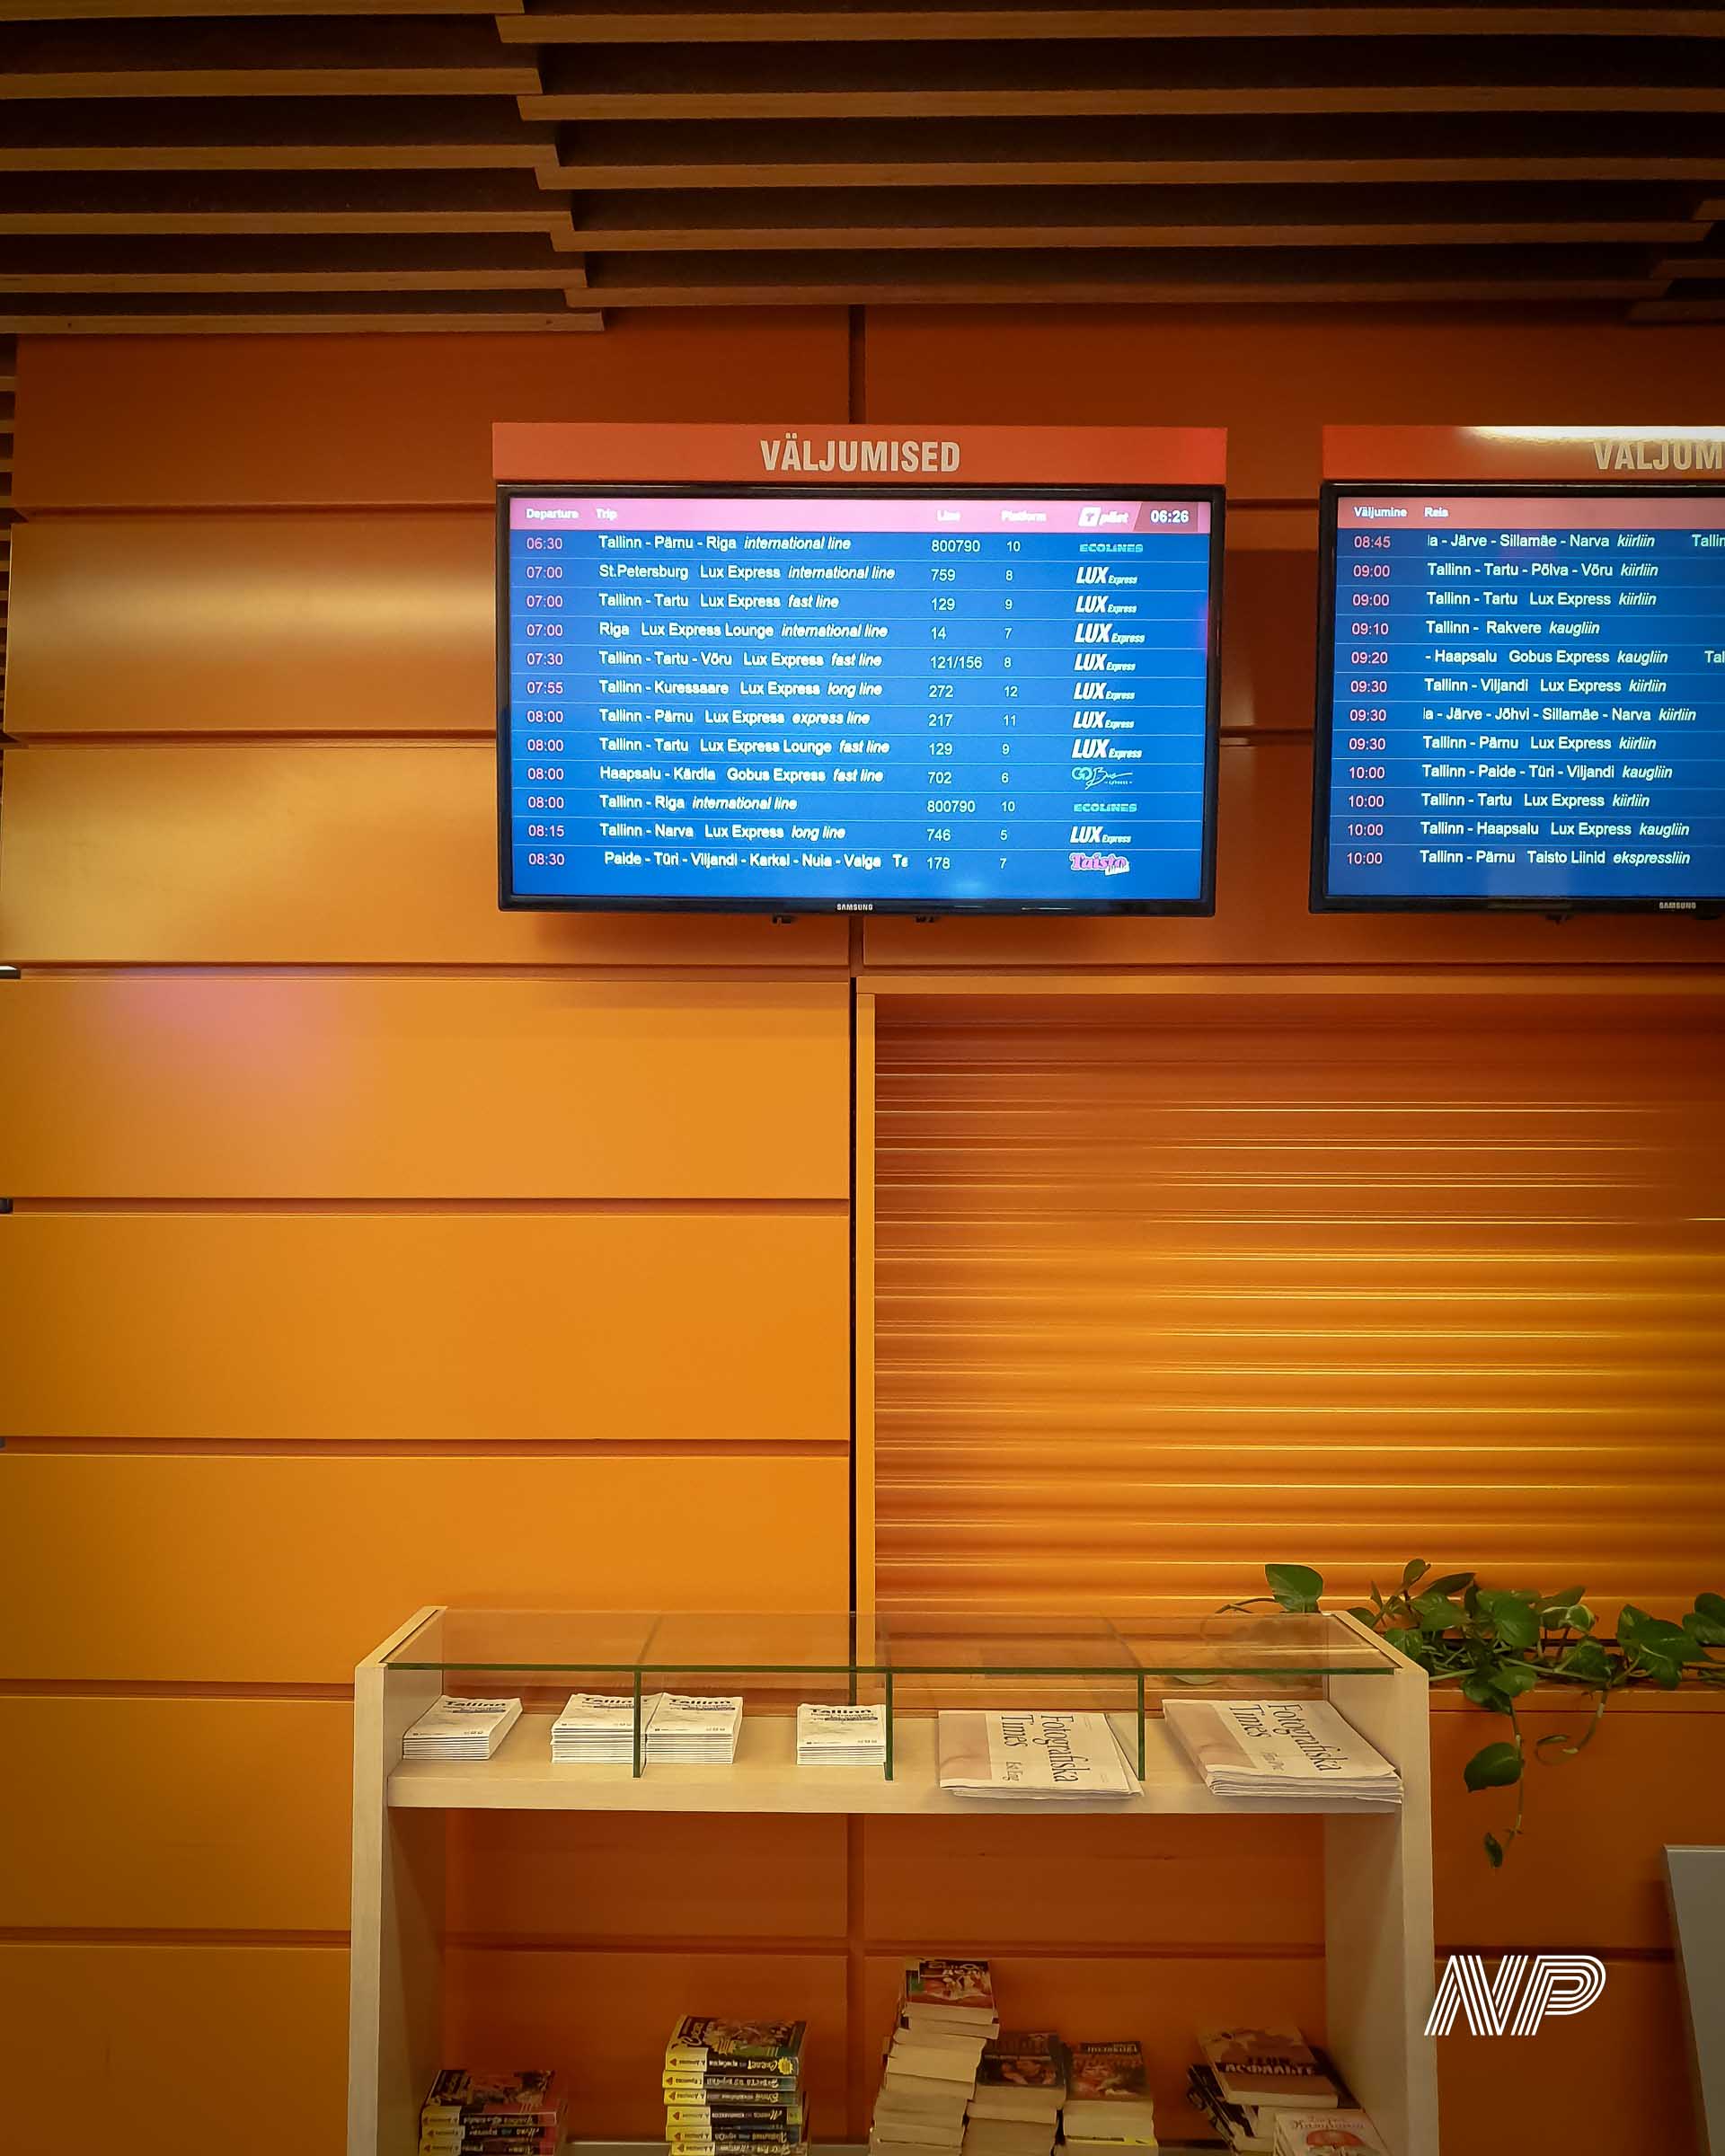 VÄLJUMISED
Departure Trip Line Platform T pilet 06:26
06:30 Tallinn - Pärnu - Riga international line 800790 10 ECOLINES
07:00 St.Petersburg Lux Express international line 759 8 LUX Express
07:00 Tallinn - Tartu Lux Express fast line 129 9 LUX Express
07:00 Riga Lux Express Lounge international line 14 7 LUX Express
07:30 Tallinn - Tartu - Võru Lux Express fast line 121/156 8 LUX Express
07:55 Tallinn - Kuressaare Lux Express long line 272 12 LUX Express
08:00 Tallinn - Pärnu Lux Express express line 217 11 LUX Express
08:00 Tallinn - Tartu Lux Express Lounge fast line 129 9 LUX Express
08:00 Haapsalu - Kärdla Gobus Express fast line 702 6 GOBus
08:00 Tallinn - Riga international line 800790 10 ECOLINES
08:15 Tallinn - Narva Lux Express long line 746 5 LUX Express
08:30 Paide - Türi - Viljandi - Karksi - Nuia - Valga Ta 178 7 Taisto
SAMSUNG
VÄLJUM
Väljumine Reis
08:45 la - Järve - Sillamäe - Narva kiirliin Tallin
09:00 Tallinn - Tartu - Põlva - Võru kiirliin
09:00 Tallinn - Tartu Lux Express kiirliin
09:10 Tallinn - Rakvere kaugliin
09:20 - Haapsalu Gobus Express kaugliin Tal
09:30 Tallinn - Viljandi Lux Express kiirliin
09:30 la - Järve - Jõhvi - Sillamäe - Narva kiirliin
09:30 Tallinn - Pärnu Lux Express kiirliin
10:00 Tallinn - Paide - Türi - Viljandi kaugliin
10:00 Tallinn - Tartu Lux Express kiirliin
10:00 Tallinn - Haapsalu Lux Express kaugliin
10:00 Tallinn - Pärnu Taisto Liinid ekspressliin
SAMSUNG
Tallinn
Tallinn
Tallinn
Tallinn
Fotografiska
Times
Fotografiska
Times
NP